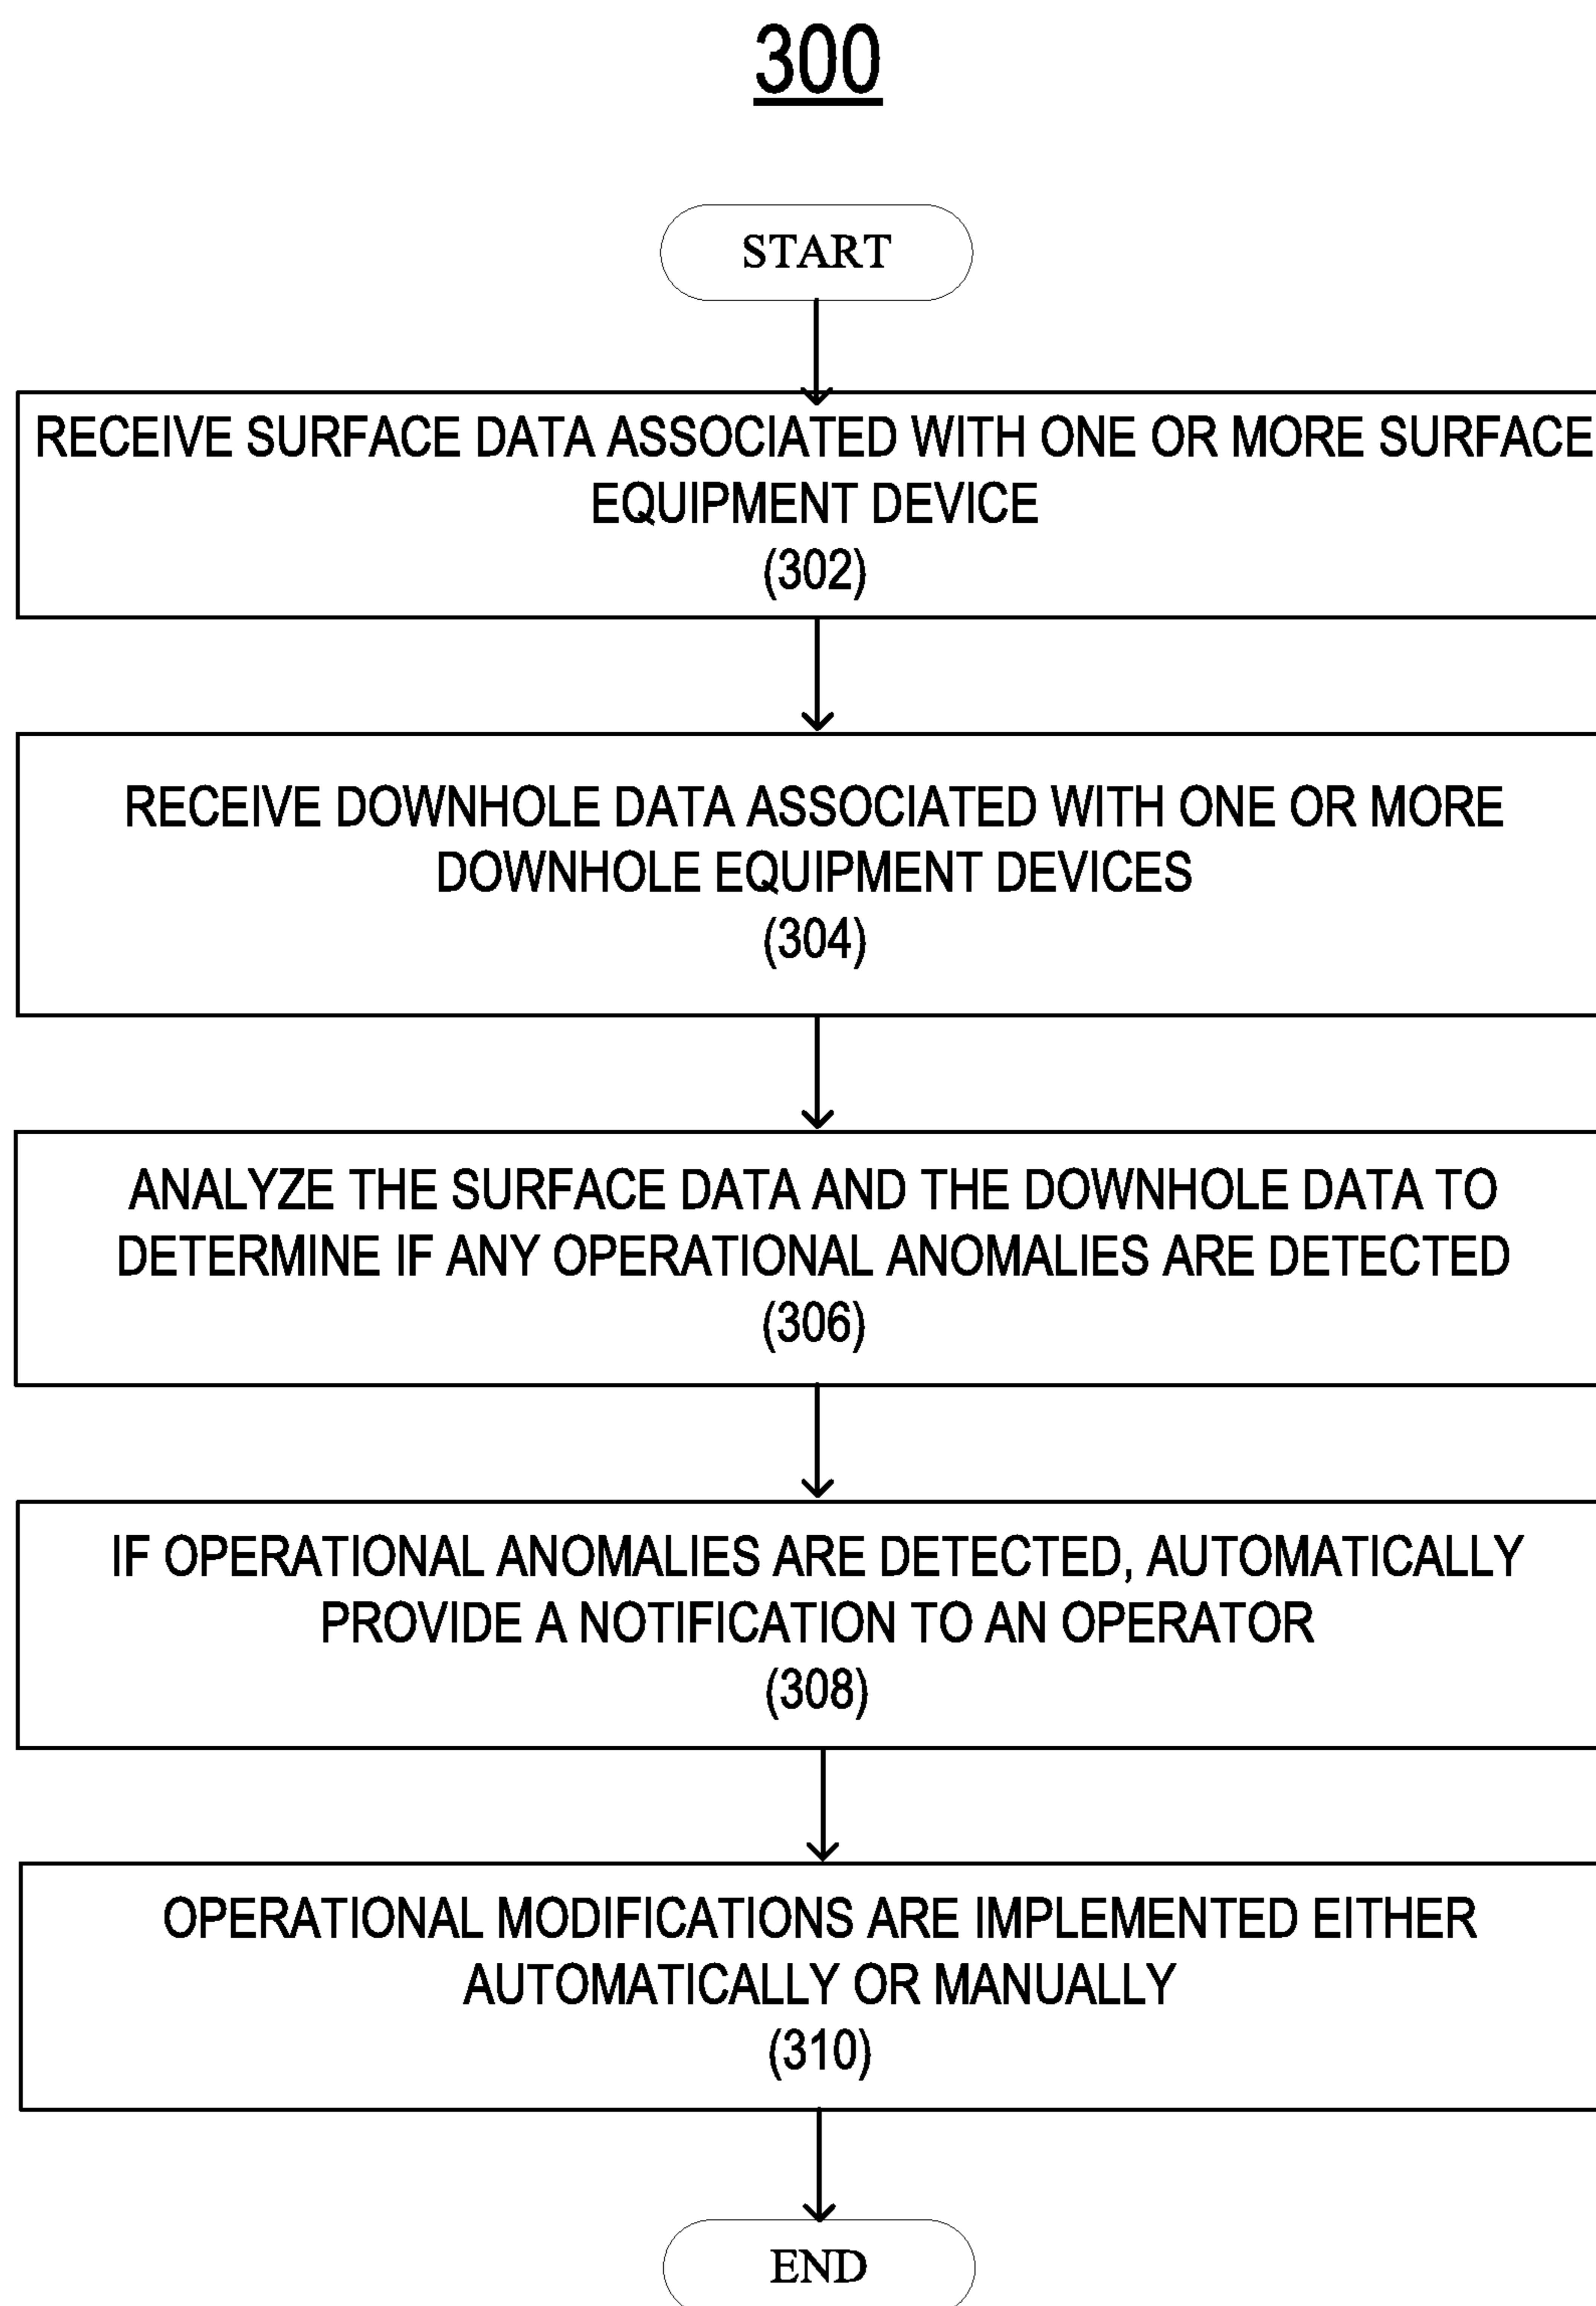 300
START
RECEIVE SURFACE DATA ASSOCIATED WITH ONE OR MORE SURFACE
EQUIPMENT DEVICE
(302)
RECEIVE DOWNHOLE DATA ASSOCIATED WITH ONE OR MORE
DOWNHOLE EQUIPMENT DEVICES
(304)
ANALYZE THE SURFACE DATA AND THE DOWNHOLE DATA TO
DETERMINE IF ANY OPERATIONAL ANOMALIES ARE DETECTED
(306)
IF OPERATIONAL ANOMALIES ARE DETECTED, AUTOMATICALLY
PROVIDE A NOTIFICATION TO AN OPERATOR
(308)
OPERATIONAL MODIFICATIONS ARE IMPLEMENTED EITHER
AUTOMATICALLY OR MANUALLY
(310)
END